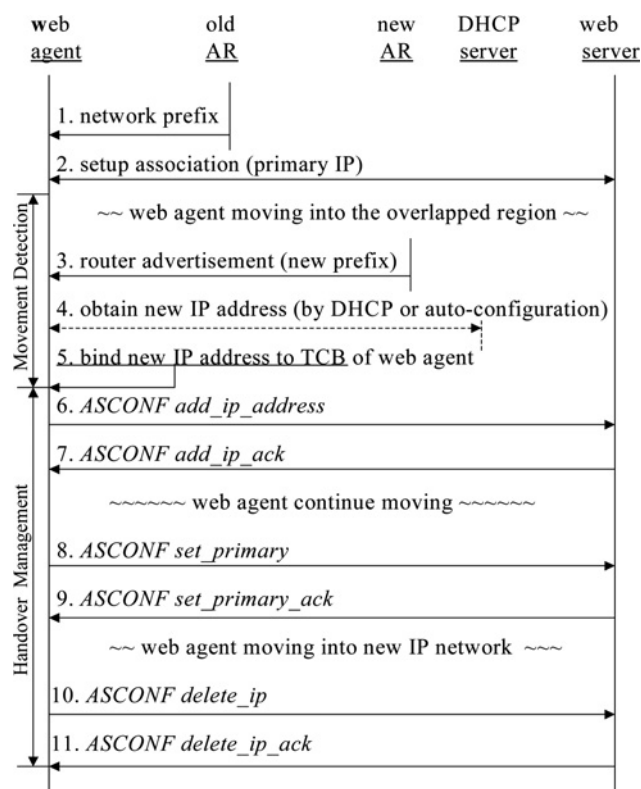 web old new DHCP web
agent AR AR server server
1. network prefix
2. setup association (primary IP)
~~ web agent moving into the overlapped region ~~
3. router advertisement (new prefix)
4. obtain new IP address (by DHCP or auto-configuration)
5. bind new IP address to TCB of web agent
Movement Detection
6. ASCONF add_ip_address
7. ASCONF add_ip_ack
~~~~~~ web agent continue moving ~~~~~~
8. ASCONF set_primary
9. ASCONF set_primary_ack
~~ web agent moving into new IP network ~~~
10. ASCONF delete_ip
11. ASCONF delete_ip_ack
Handover Management